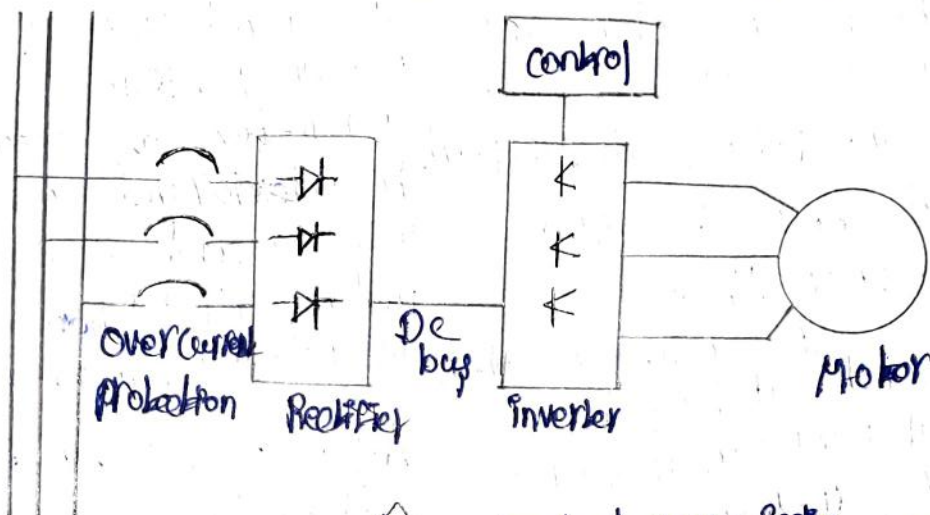 control
Overcurrent
protection
Rectifier
Dc
bus
inverter
Motor